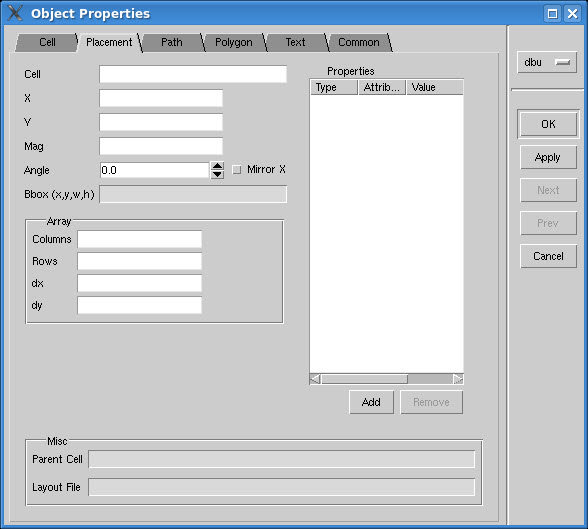 Object Properties
Cell Placement Path Polygon Text Common
dbu
Cell
X
Y
Mag
Angle 0.0 Mirror X
Bbox (x,y,w,h)
Array
Columns
Rows
dx
dy
Properties
Type Attrib... Value
Add Remove
Misc
Parent Cell
Layout File
OK
Apply
Next
Prev
Cancel